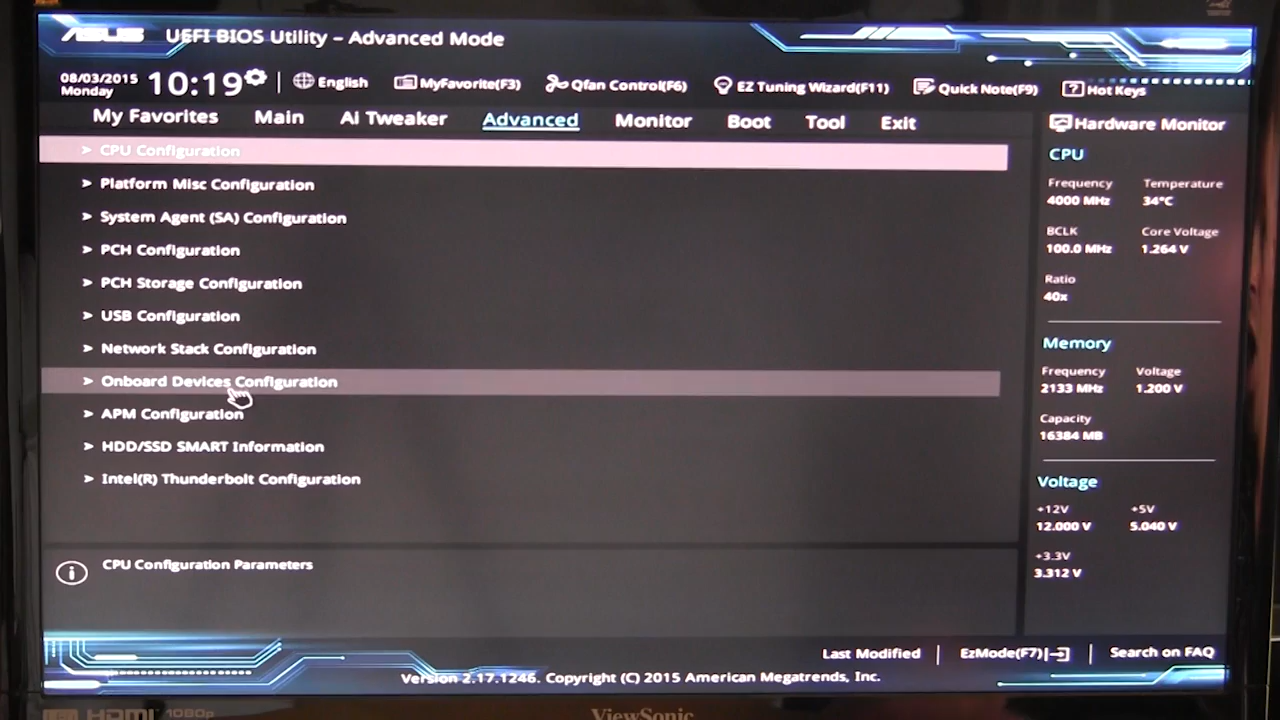 ASUS UEFI BIOS Utility – Advanced Mode
08/03/2015
Monday
10:19
English
MyFavorite(F3)
Qfan Control(F6)
EZ Tuning Wizard(F11)
Quick Note(F9)
? Hot Keys
My Favorites
Main
Ai Tweaker
Advanced
Monitor
Boot
Tool
Exit
> CPU Configuration
> Platform Misc Configuration
> System Agent (SA) Configuration
> PCH Configuration
> PCH Storage Configuration
> USB Configuration
> Network Stack Configuration
> Onboard Devices Configuration
> APM Configuration
> HDD/SSD SMART Information
> Intel(R) Thunderbolt Configuration
CPU Configuration Parameters
Hardware Monitor
CPU
Frequency Temperature
4000 MHz 34°C
BCLK Core Voltage
100.0 MHz 1.264 V
Ratio
40x
Memory
Frequency Voltage
2133 MHz 1.200 V
Capacity
16384 MB
Voltage
+12V +5V
12.000 V 5.040 V
+3.3V
3.312 V
Last Modified
EzMode(F7)
Search on FAQ
Version 2.17.1246. Copyright (C) 2015 American Megatrends, Inc.
HDMI 1080p
ViewSonic